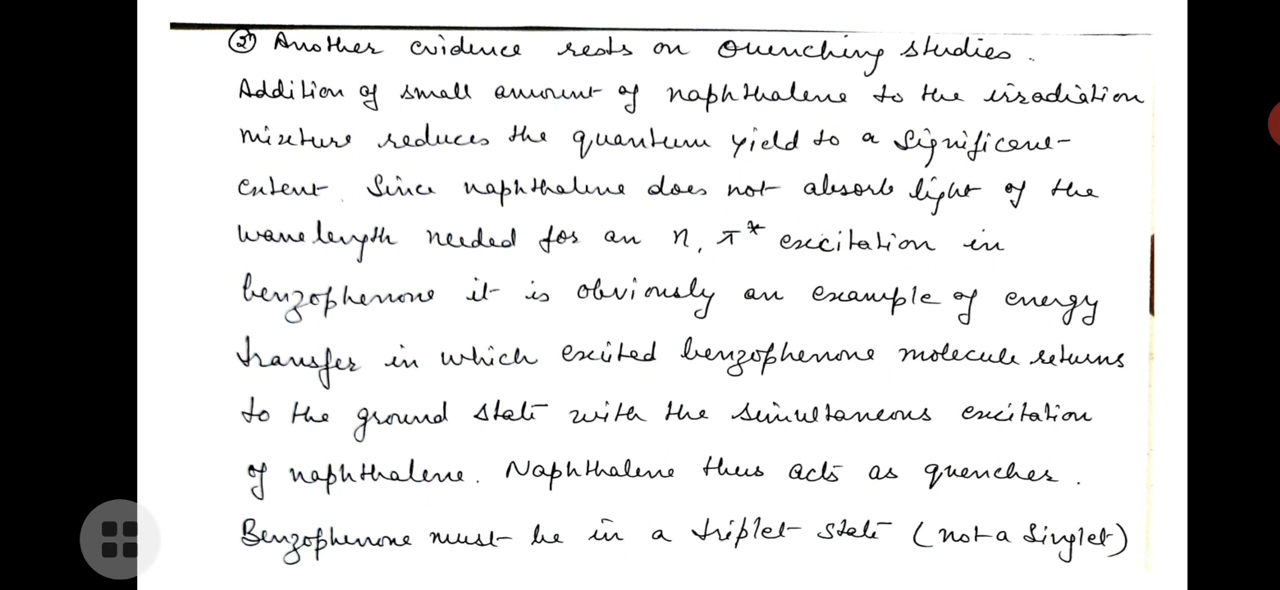 ② Another evidence rests on Quenching studies.
Addition of small amount of naphthalene to the irradiation
mixture reduces the quantum yield to a significant
extent. Since naphthalene does not absorb light of the
wavelength needed for an n, π* excitation in
benzophenone it is obviously an example of energy
transfer in which excited benzophenone molecule returns
to the ground state with the simultaneous excitation
of naphthalene. Naphthalene thus acts as quencher.
Benzophenone must be in a triplet state (not a singlet)